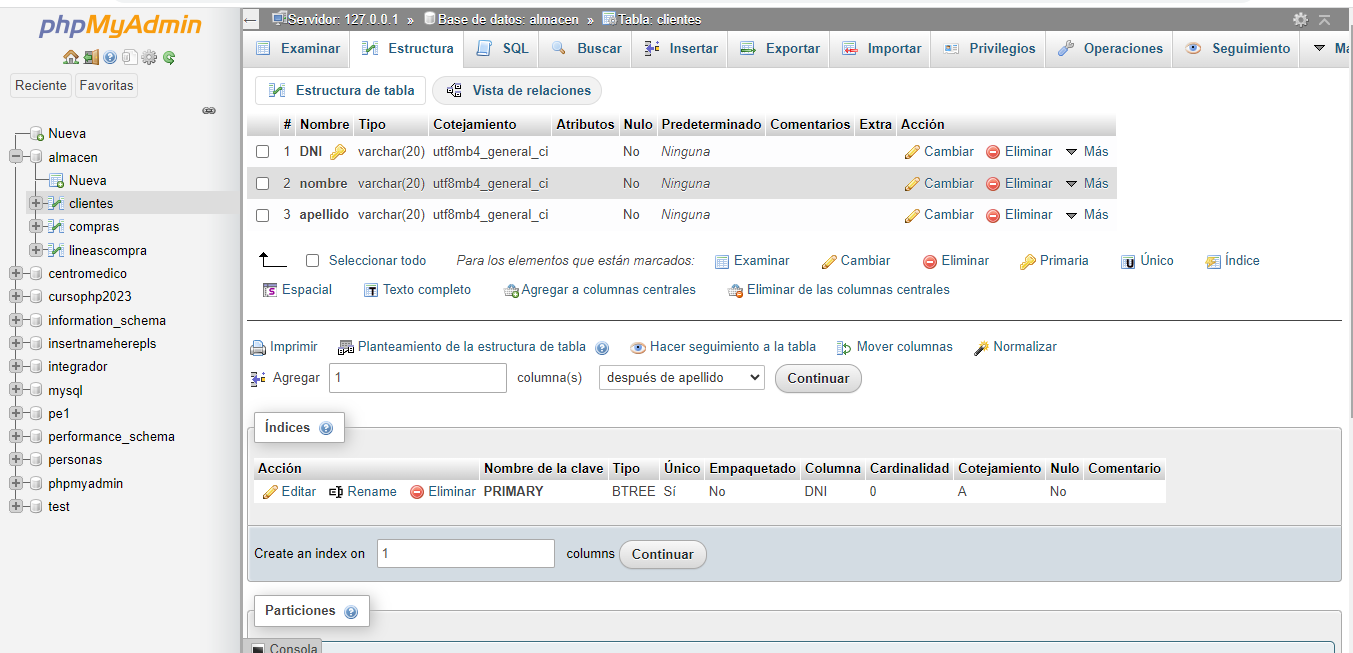 phpMyAdmin
Reciente Favoritas
Nueva
almacen
Nueva
clientes
compras
lineascompra
centromedico
cursophp2023
information_schema
insertnameherepls
integrador
mysql
pe1
performance_schema
personas
phpmyadmin
test
Servidor: 127.0.0.1 » Base de datos: almacen » Tabla: clientes
Examinar Estructura SQL Buscar Insertar Exportar Importar Privilegios Operaciones Seguimiento
Estructura de tabla Vista de relaciones
# Nombre Tipo Cotejamiento Atributos Nulo Predeterminado Comentarios Extra Acción
1 DNI varchar(20) utf8mb4_general_ci No Ninguna Cambiar Eliminar Más
2 nombre varchar(20) utf8mb4_general_ci No Ninguna Cambiar Eliminar Más
3 apellido varchar(20) utf8mb4_general_ci No Ninguna Cambiar Eliminar Más
Seleccionar todo Para los elementos que están marcados: Examinar Cambiar Eliminar Primaria Único Índice
Espacial Texto completo Agregar a columnas centrales Eliminar de las columnas centrales
Imprimir Planteamiento de la estructura de tabla Hacer seguimiento a la tabla Mover columnas Normalizar
Agregar 1 columna(s) después de apellido Continuar
Índices
Acción Nombre de la clave Tipo Único Empaquetado Columna Cardinalidad Cotejamiento Nulo Comentario
Editar Rename Eliminar PRIMARY BTREE Sí No DNI 0 A No
Create an index on 1 columns Continuar
Particiones
Consola